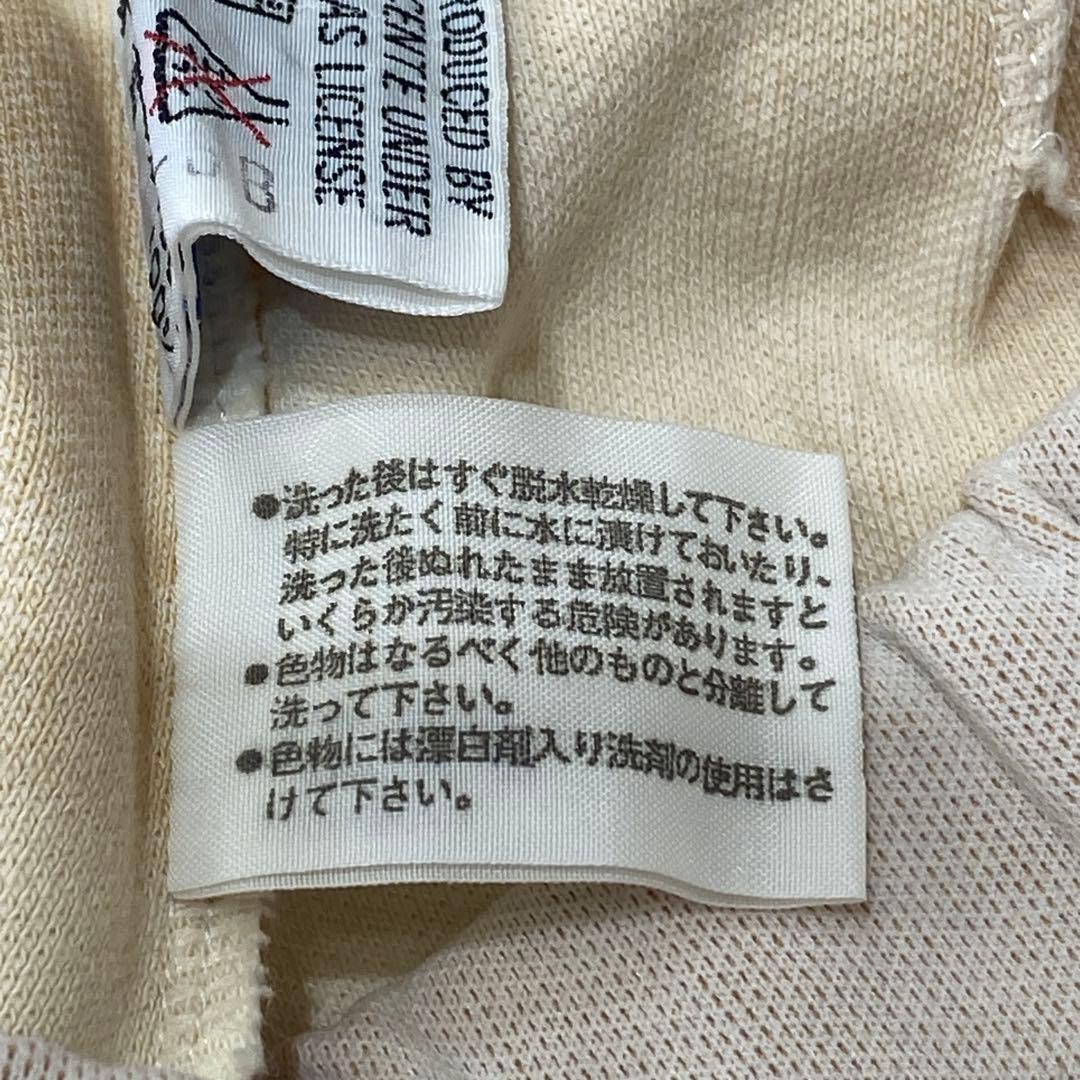 CENTE UNDER
AS LICENSE
●洗った後はすぐ脱水乾燥して下さい。
特に洗たく前に水に漬けておいたり、
洗った後ぬれたまま放置されますと
いくらか汚染する危険があります。
●色物はなるべく他のものと分離して
洗って下さい。
●色物には漂白剤入り洗剤の使用はさ
けて下さい。